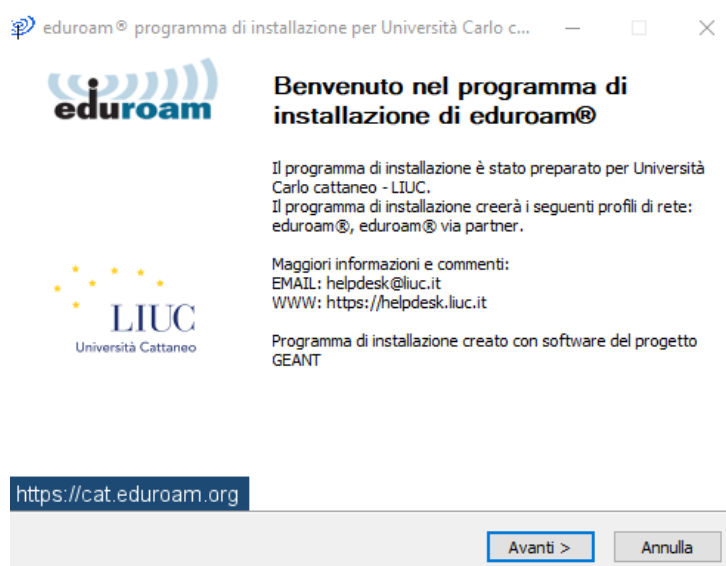 eduroam® programma di installazione per Università Carlo c...
eduroam
Benvenuto nel programma di
installazione di eduroam®
Il programma di installazione è stato preparato per Università
Carlo cattaneo - LIUC.
Il programma di installazione creerà i seguenti profili di rete:
eduroam®, eduroam® via partner.
Maggiori informazioni e commenti:
EMAIL: helpdesk@liuc.it
WWW: https://helpdesk.liuc.it
LIUC
Università Cattaneo
Programma di installazione creato con software del progetto
GEANT
https://cat.eduroam.org
Avanti >
Annulla